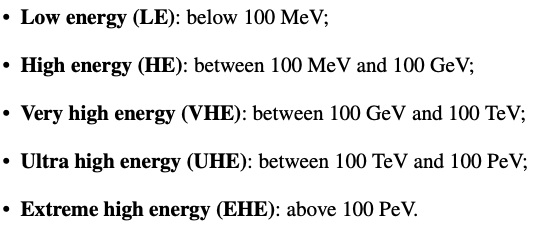 • Low energy (LE): below 100 MeV;
• High energy (HE): between 100 MeV and 100 GeV;
• Very high energy (VHE): between 100 GeV and 100 TeV;
• Ultra high energy (UHE): between 100 TeV and 100 PeV;
• Extreme high energy (EHE): above 100 PeV.